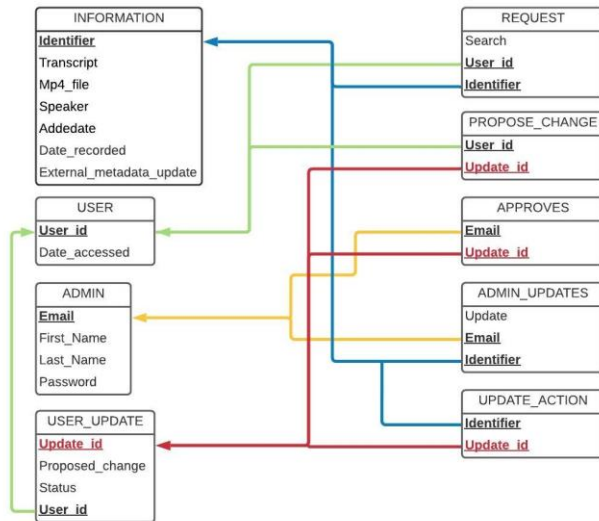 INFORMATION
Identifier
Transcript
Mp4_file
Speaker
Addedate
Date_recorded
External_metadata_update
USER
User_id
Date_accessed
ADMIN
Email
First_Name
Last_Name
Password
USER_UPDATE
Update_id
Proposed_change
Status
User_id
REQUEST
Search
User_id
Identifier
PROPOSE_CHANGE
User_id
Update_id
APPROVES
Email
Update_id
ADMIN_UPDATES
Update
Email
Identifier
UPDATE_ACTION
Identifier
Update_id